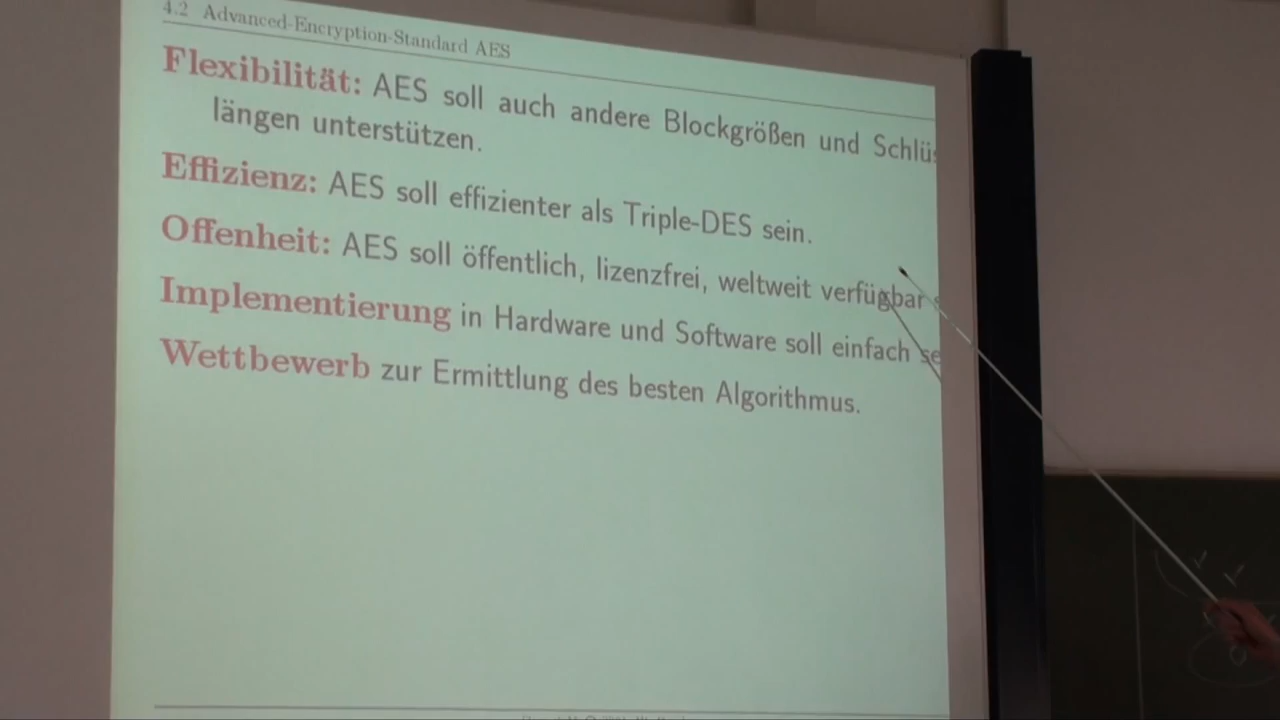 4.2 Advanced-Encryption-Standard AES
Flexibilität: AES soll auch andere Blockgrößen und Schlüs
längen unterstützen.
Effizienz: AES soll effizienter als Triple-DES sein.
Offenheit: AES soll öffentlich, lizenzfrei, weltweit verfügbar s
Implementierung in Hardware und Software soll einfach se
Wettbewerb zur Ermittlung des besten Algorithmus.